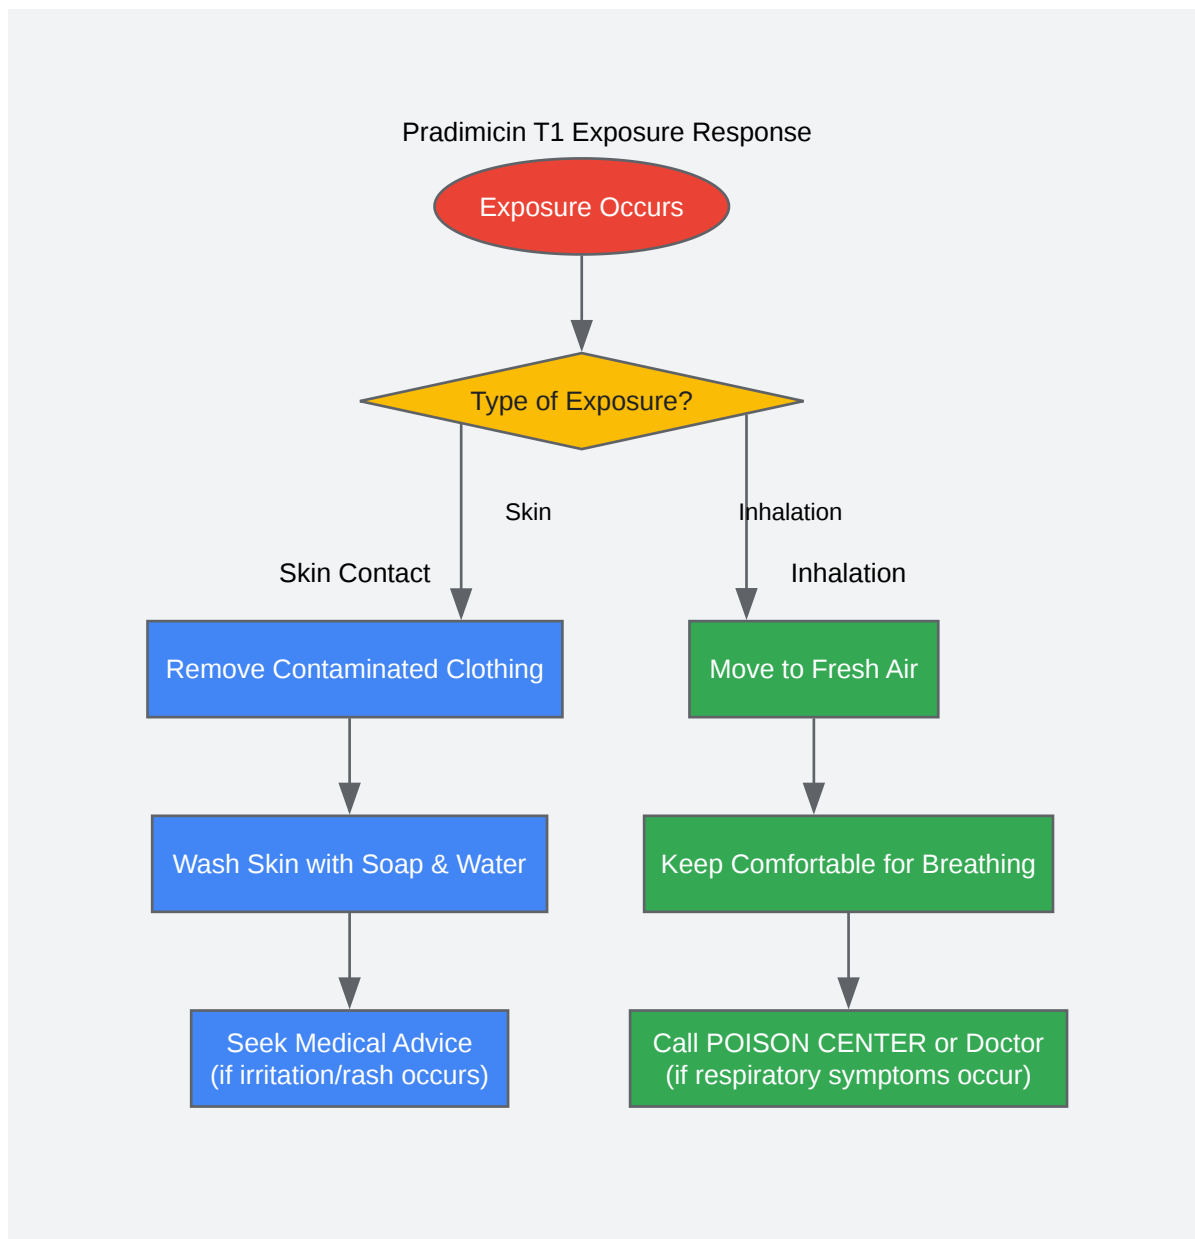 Pradimicin T1 Exposure Response
Exposure Occurs
Type of Exposure?
Skin
Inhalation
Skin Contact
Inhalation
Remove Contaminated Clothing
Move to Fresh Air
Wash Skin with Soap & Water
Keep Comfortable for Breathing
Seek Medical Advice
(if irritation/rash occurs)
Call POISON CENTER or Doctor
(if respiratory symptoms occur)